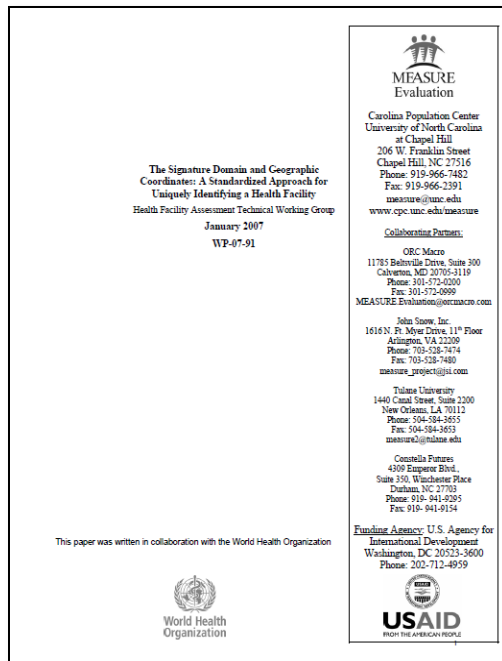 The Signature Domain and Geographic
Coordinates: A Standardized Approach for
Uniquely Identifying a Health Facility
Health Facility Assessment Technical Working Group
January 2007
WP-07-91
This paper was written in collaboration with the World Health Organization
World Health
Organization
MEASURE
Evaluation
Carolina Population Center
University of North Carolina
at Chapel Hill
206 W. Franklin Street
Chapel Hill, NC 27516
Phone: 919-966-7482
Fax: 919-966-2391
measure@unc.edu
www.cpc.unc.edu/measure
Collaborating Partners:
ORC Macro
11785 Beltsville Drive, Suite 300
Calverton, MD 20705-3119
Phone: 301-572-0200
Fax: 301-572-0999
MEASURE.Evaluation@orcmacro.com
John Snow, Inc.
1616 N. Ft. Myer Drive, 11th Floor
Arlington, VA 22209
Phone: 703-528-7474
Fax: 703-528-7480
measure_project@jsi.com
Tulane University
1440 Canal Street, Suite 2200
New Orleans, LA 70112
Phone: 504-584-3655
Fax: 504-584-3653
measure2@tulane.edu
Constella Futures
4309 Emperor Blvd.,
Suite 350, Winchester Place
Durham, NC 27703
Phone: 919- 941-9295
Fax: 919- 941-9154
Funding Agency: U.S. Agency for
International Development
Washington, DC 20523-3600
Phone: 202-712-4959
USAID
FROM THE AMERICAN PEOPLE